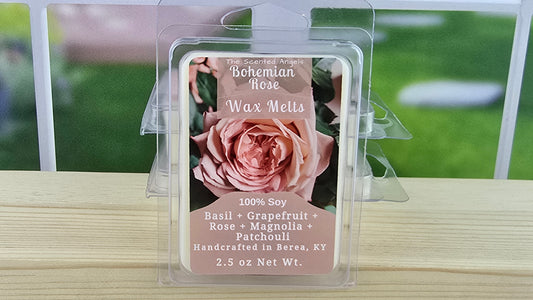 The Scented Angels
Bohemian
Rose
Wax Melts
100% Soy
Basil + Grapefruit +
Rose + Magnolia +
Patchouli
Handcrafted in Berea, KY
2.5 oz Net Wt.